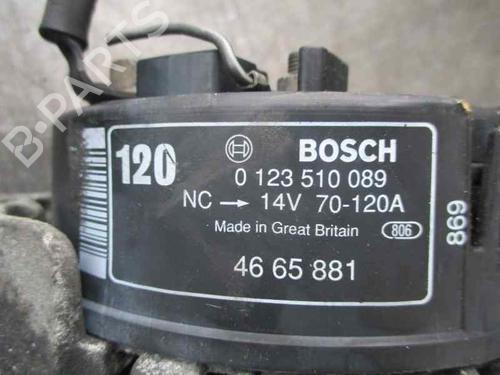 B-PARTS
120
BOSCH
0 123 510 089
NC → 14V 70-120A
Made in Great Britain 806
46 65 881
869